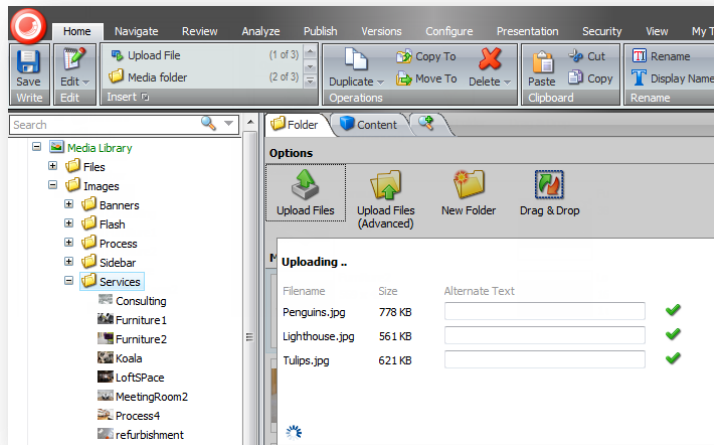 Home Navigate Review Analyze Publish Versions Configure Presentation Security View My T
Save
Write
Edit
Edit
Upload File (1 of 3)
Media folder (2 of 3)
Insert
Duplicate
Copy To
Move To
Delete
Operations
Paste
Cut
Copy
Clipboard
Rename
Display Name
Rename
Search
Media Library
Files
Images
Banners
Flash
Process
Sidebar
Services
Consulting
Furniture1
Furniture2
Koala
LoftSPace
MeetingRoom2
Process4
refurbishment
Folder Content
Options
Upload Files
Upload Files
(Advanced)
New Folder
Drag & Drop
M
Uploading ..
Filename Size Alternate Text
Penguins.jpg 778 KB
Lighthouse.jpg 561 KB
Tulips.jpg 621 KB